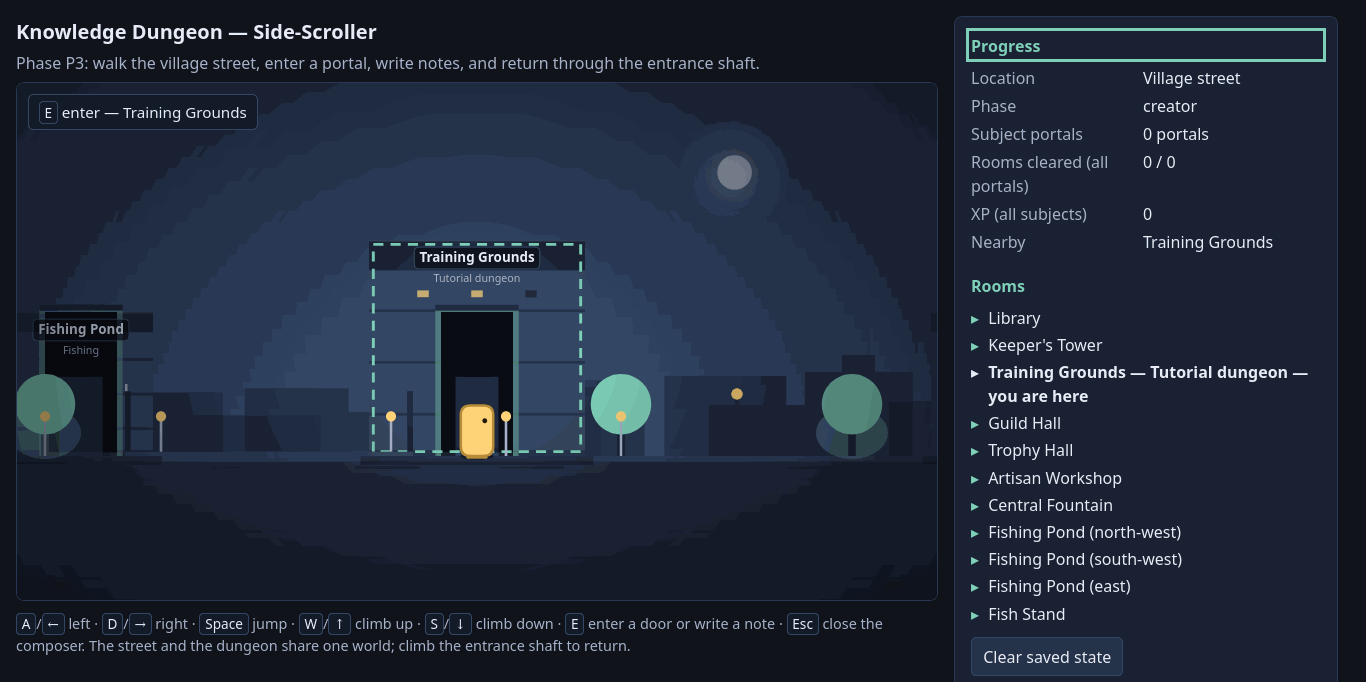 Knowledge Dungeon — Side-Scroller
Phase P3: walk the village street, enter a portal, write notes, and return through the entrance shaft.
E enter — Training Grounds
Training Grounds
Tutorial dungeon
Fishing Pond
Fishing
A/← left · D/→ right · Space jump · W/↑ climb up · S/↓ climb down · E enter a door or write a note · Esc close the
composer. The street and the dungeon share one world; climb the entrance shaft to return.
Progress
Location Village street
Phase creator
Subject portals 0 portals
Rooms cleared (all 0 / 0
portals)
XP (all subjects) 0
Nearby Training Grounds
Rooms
▸ Library
▸ Keeper's Tower
▸ Training Grounds — Tutorial dungeon —
you are here
▸ Guild Hall
▸ Trophy Hall
▸ Artisan Workshop
▸ Central Fountain
▸ Fishing Pond (north-west)
▸ Fishing Pond (south-west)
▸ Fishing Pond (east)
▸ Fish Stand
Clear saved state